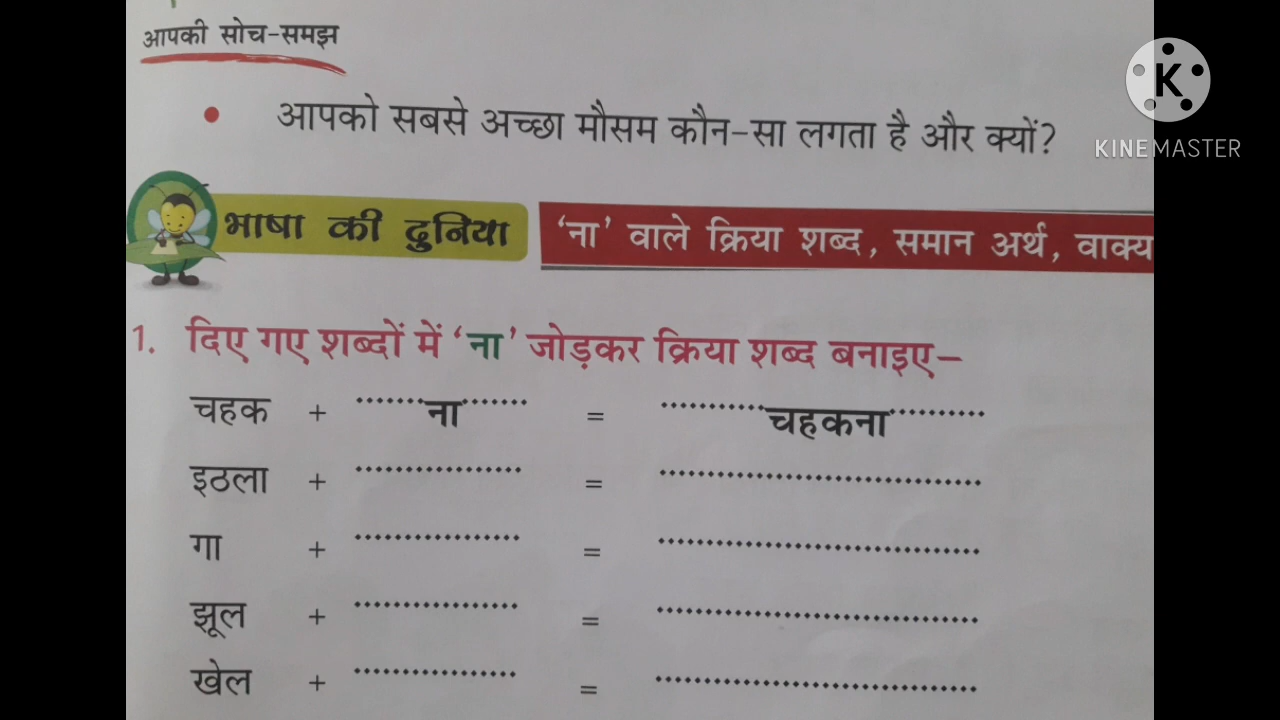 आपकी सोच-समझ
• आपको सबसे अच्छा मौसम कौन-सा लगता है और क्यों?
K
KINEMASTER
भाषा की दुनिया 'ना' वाले क्रिया शब्द, समान अर्थ, वाक्य
1. दिए गए शब्दों में 'ना' जोड़कर क्रिया शब्द बनाइए–
चहक + ........ना........ = ...........चहकना...........
इठला + .................. = ..................................
गा + .................. = ..................................
झूल + .................. = ..................................
खेल + .................. = ..................................